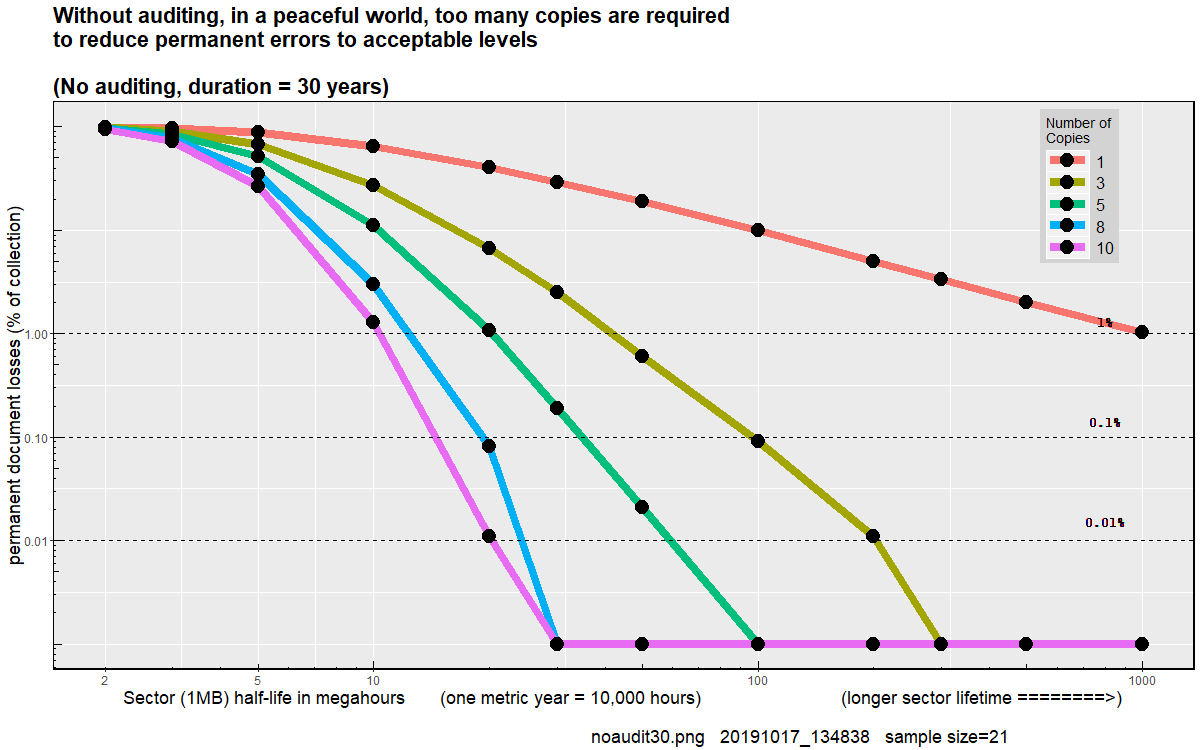 Without auditing, in a peaceful world, too many copies are required
to reduce permanent errors to acceptable levels
(No auditing, duration = 30 years)
Number of
Copies
1
3
5
8
10
permanent document losses (% of collection)
1.00
0.10
0.01
1%
0.1%
0.01%
2 5 10 100 1000
Sector (1MB) half-life in megahours (one metric year = 10,000 hours) (longer sector lifetime ========>)
noaudit30.png 20191017_134838 sample size=21